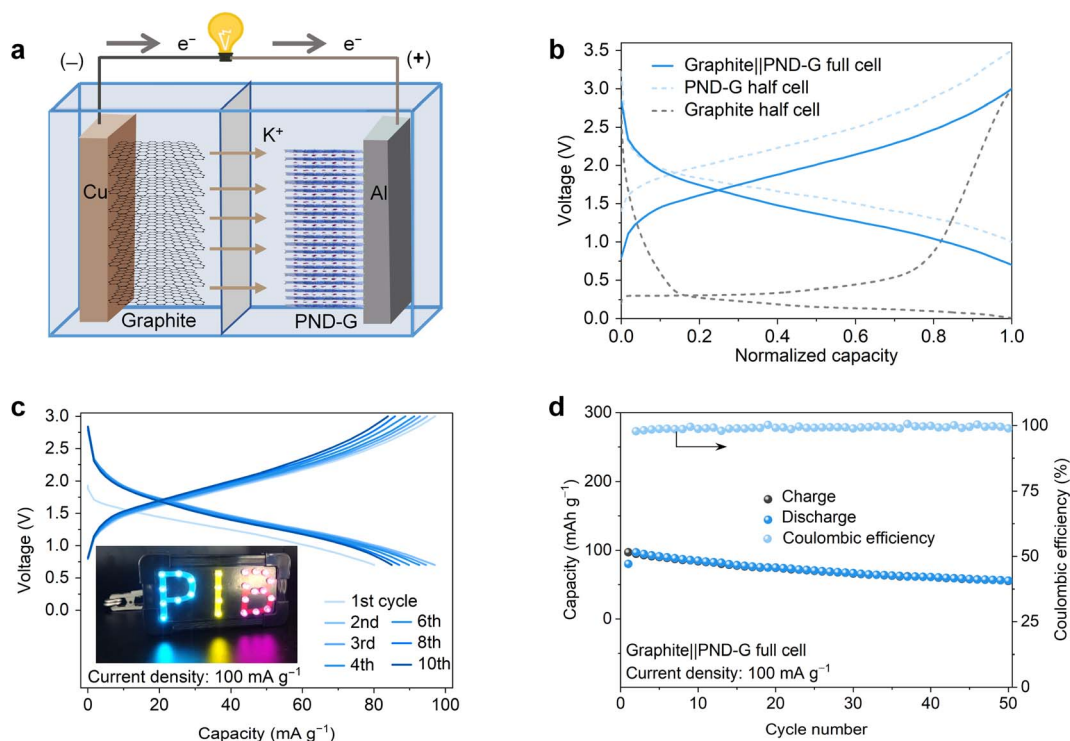 a
e⁻
e⁻
(–)
(+)
K⁺
Cu
Al
Graphite
PND-G
b
Graphite||PND-G full cell
PND-G half cell
Graphite half cell
Voltage (V)
3.5
3.0
2.5
2.0
1.5
1.0
0.5
0.0
0.0 0.2 0.4 0.6 0.8 1.0
Normalized capacity
c
Voltage (V)
3.0
2.5
2.0
1.5
1.0
0.5
0.0
PIB
1st cycle
2nd 6th
3rd 8th
4th 10th
Current density: 100 mA g⁻¹
0 20 40 60 80 100
Capacity (mA g⁻¹)
d
Capacity (mAh g⁻¹)
300
250
200
150
100
50
0
Charge
Discharge
Coulombic efficiency
Graphite||PND-G full cell
Current density: 100 mA g⁻¹
100
75
50
25
0
Coulombic efficiency (%)
0 10 20 30 40 50
Cycle number